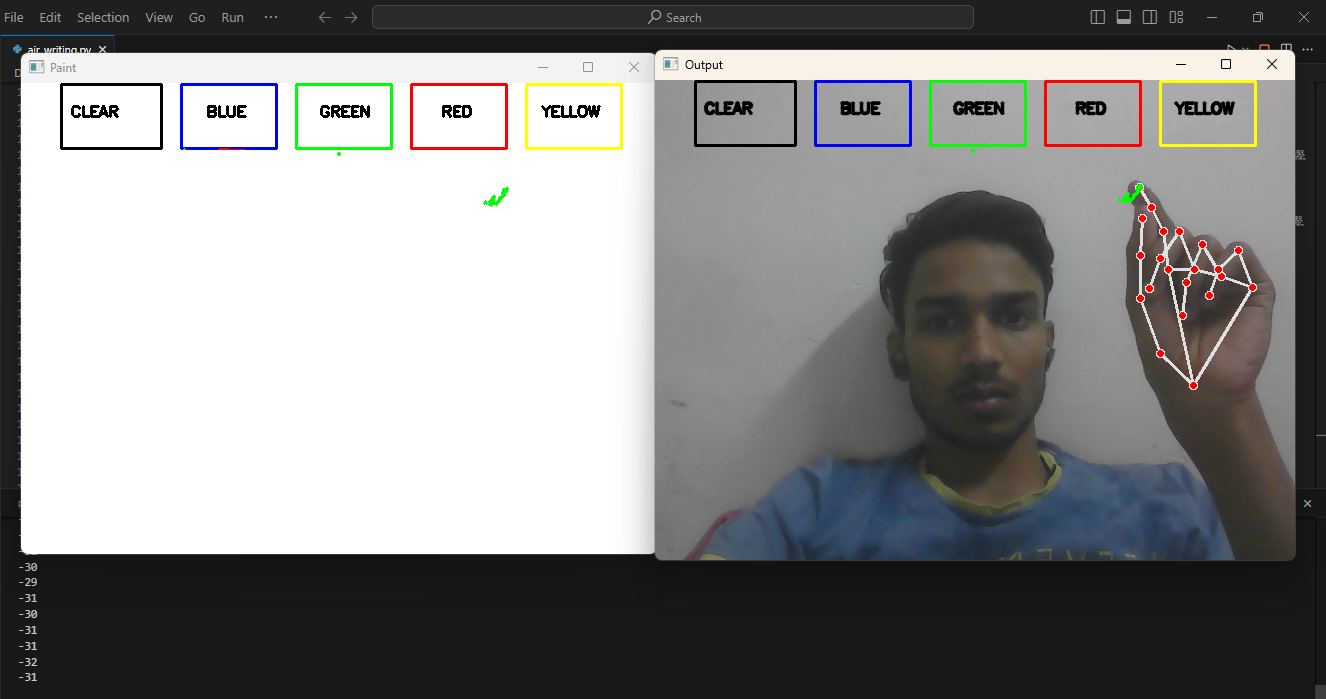 File Edit Selection View Go Run ··· Search
air_writing.py
Paint
CLEAR BLUE GREEN RED YELLOW
Output
CLEAR BLUE GREEN RED YELLOW
-30
-29
-31
-30
-31
-31
-32
-31